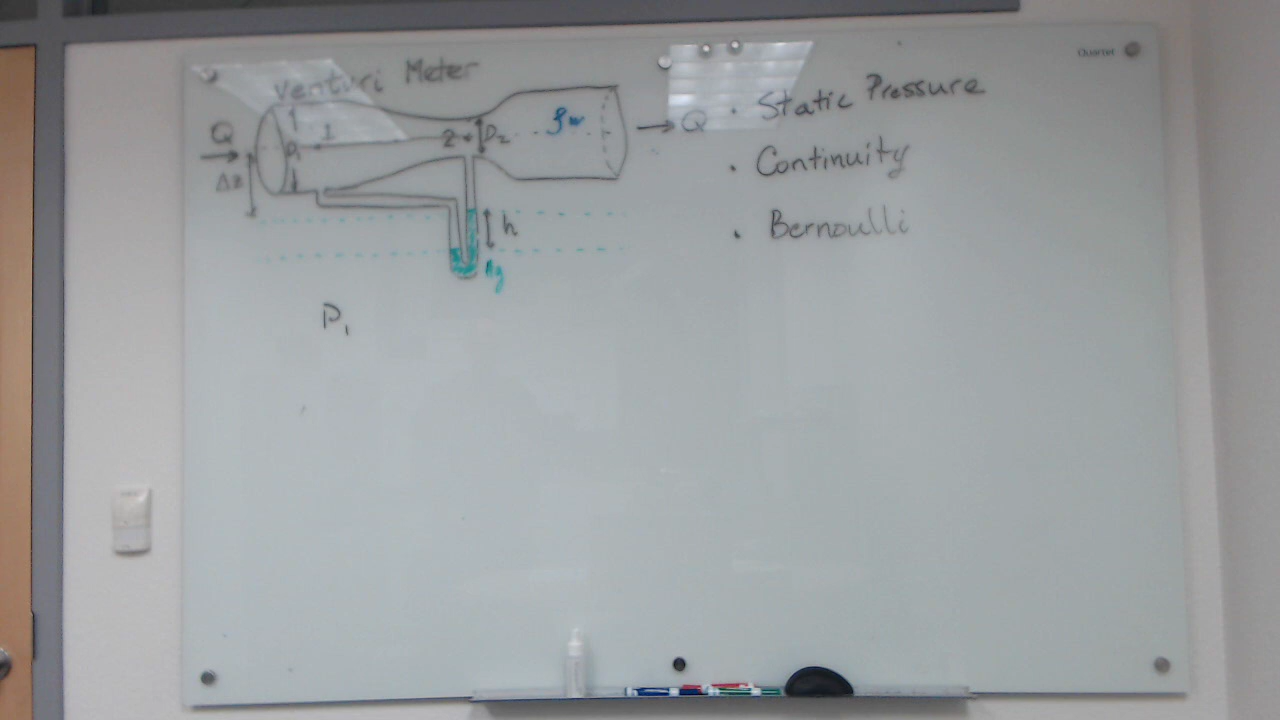 Venturi Meter
Quartet
Q
D₁
1
2
D₂
ρw
Q
Δz
h
Hg
P₁
• Static Pressure
• Continuity
• Bernoulli